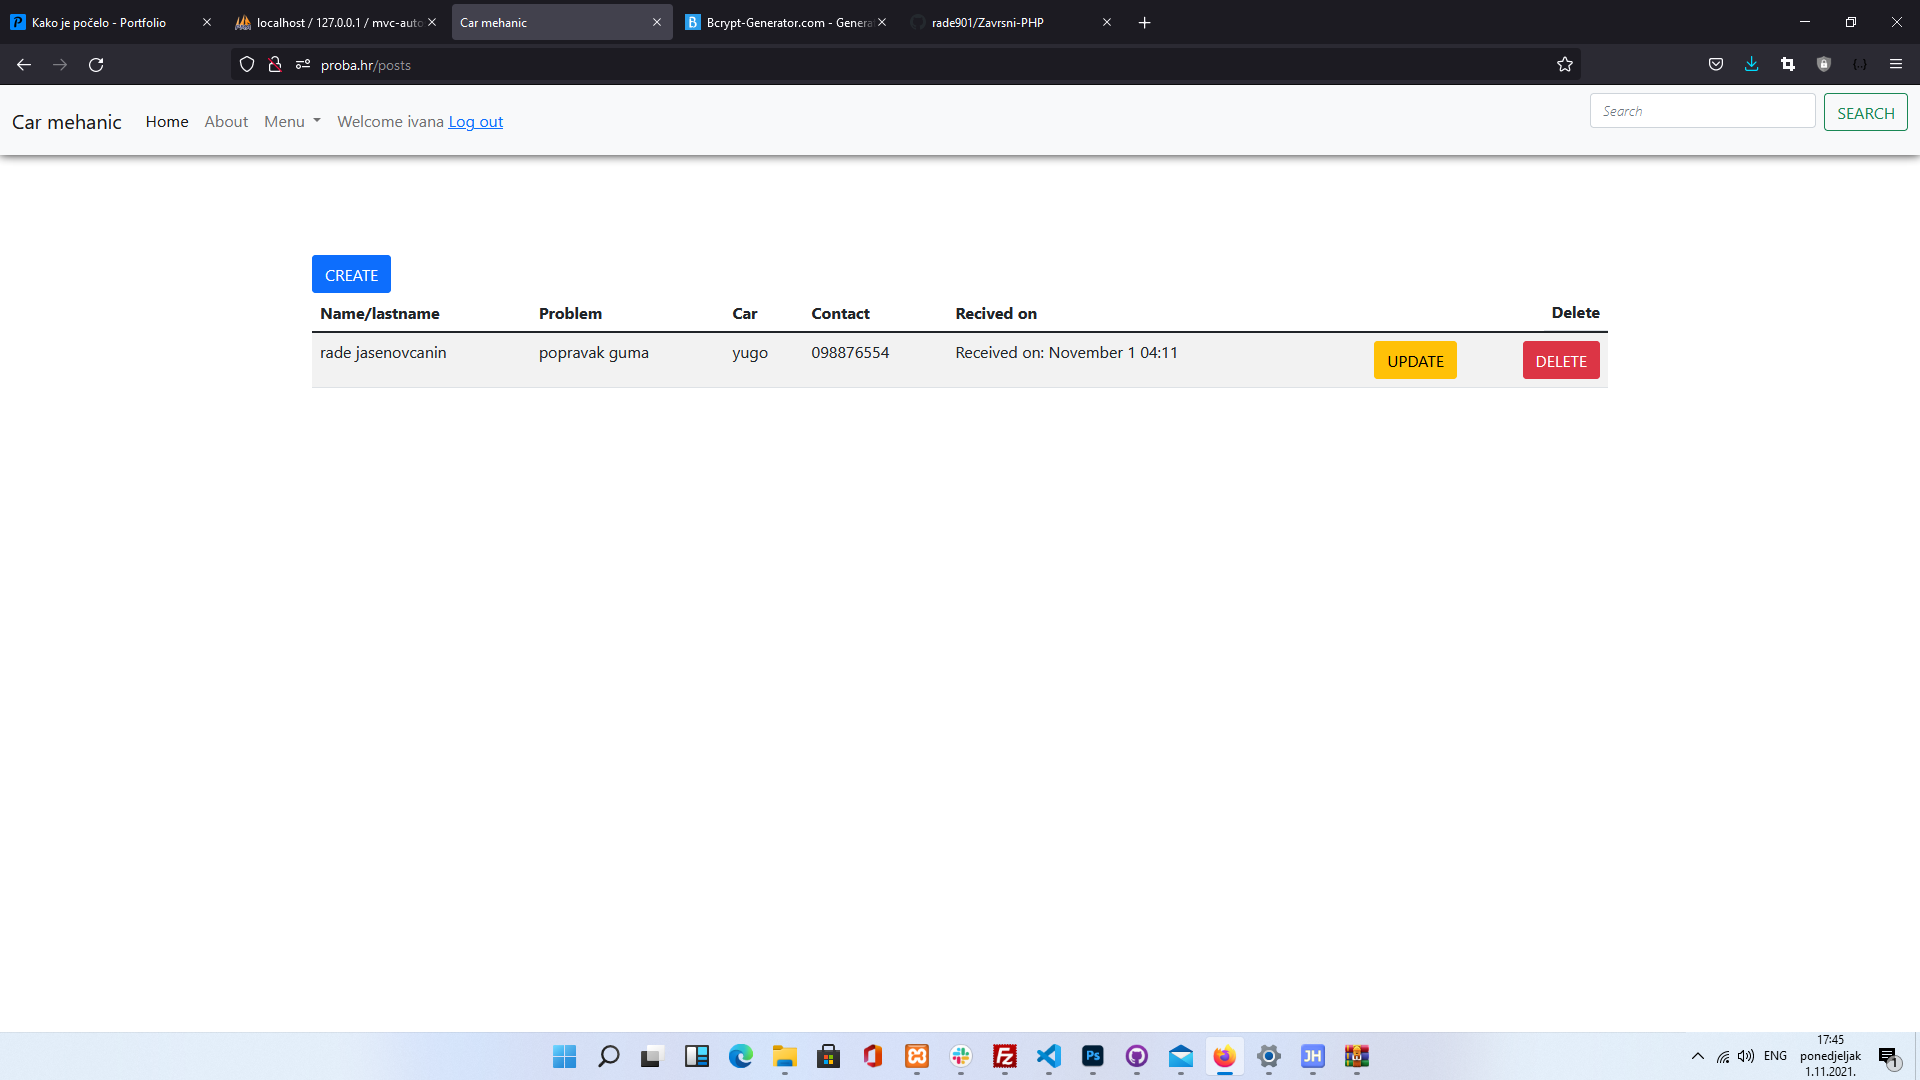 Kako je počelo - Portfolio
localhost / 127.0.0.1 / mvc-auto
Car mehanic
Bcrypt-Generator.com - Genera
rade901/Zavrsni-PHP
proba.hr/posts
Car mehanic Home About Menu Welcome ivana Log out
Search SEARCH
CREATE
Name/lastname Problem Car Contact Recived on Delete
rade jasenovcanin popravak guma yugo 098876554 Received on: November 1 04:11 UPDATE DELETE
Ps
JH
ENG
17:45
ponedjeljak
1.11.2021.
1